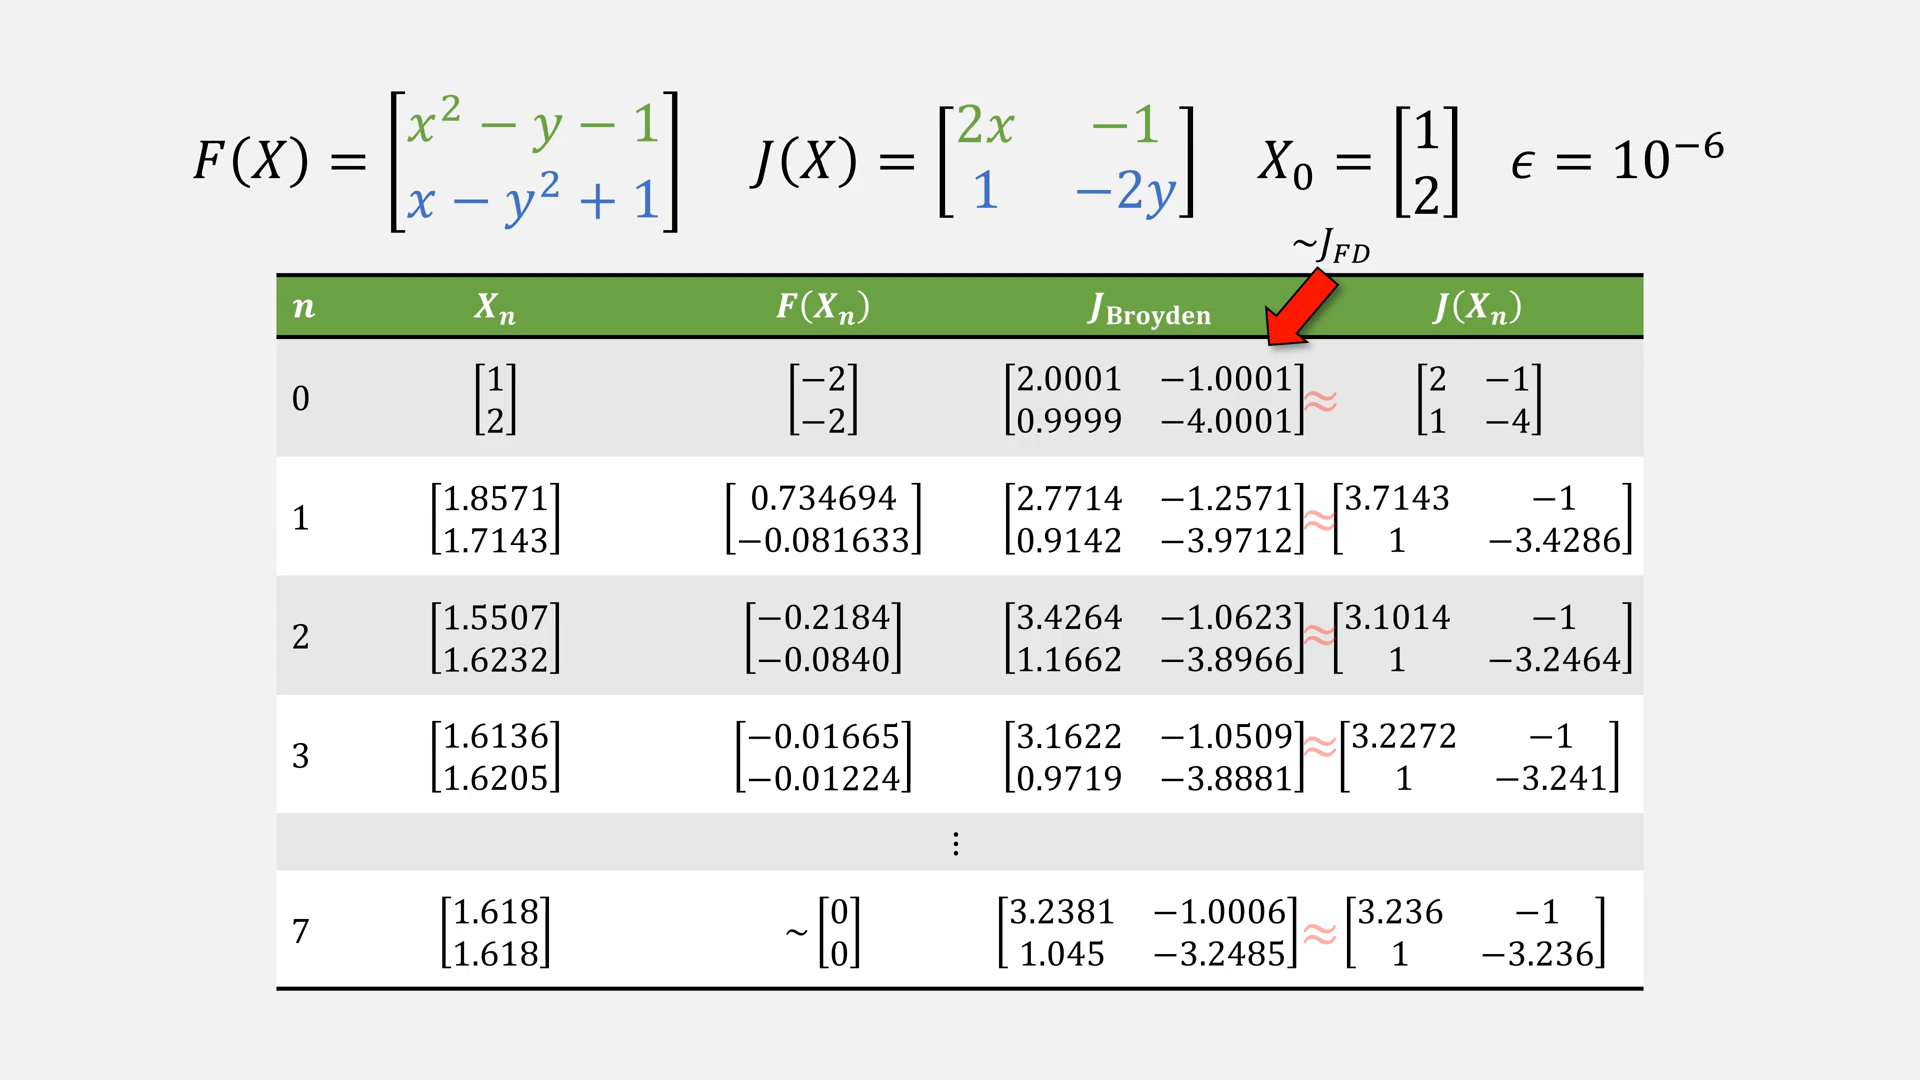 F(X) = [x² − y − 1; x − y² + 1]  J(X) = [2x −1; 1 −2y]  X₀ = [1; 2]  ϵ = 10⁻⁶
~J_FD
n  Xₙ  F(Xₙ)  J_Broyden  J(Xₙ)
0  [1; 2]  [−2; −2]  [2.0001 −1.0001; 0.9999 −4.0001] ≈ [2 −1; 1 −4]
1  [1.8571; 1.7143]  [0.734694; −0.081633]  [2.7714 −1.2571; 0.9142 −3.9712] ≈ [3.7143 −1; 1 −3.4286]
2  [1.5507; 1.6232]  [−0.2184; −0.0840]  [3.4264 −1.0623; 1.1662 −3.8966] ≈ [3.1014 −1; 1 −3.2464]
3  [1.6136; 1.6205]  [−0.01665; −0.01224]  [3.1622 −1.0509; 0.9719 −3.8881] ≈ [3.2272 −1; 1 −3.241]
⋮
7  [1.618; 1.618]  ~[0; 0]  [3.2381 −1.0006; 1.045 −3.2485] ≈ [3.236 −1; 1 −3.236]